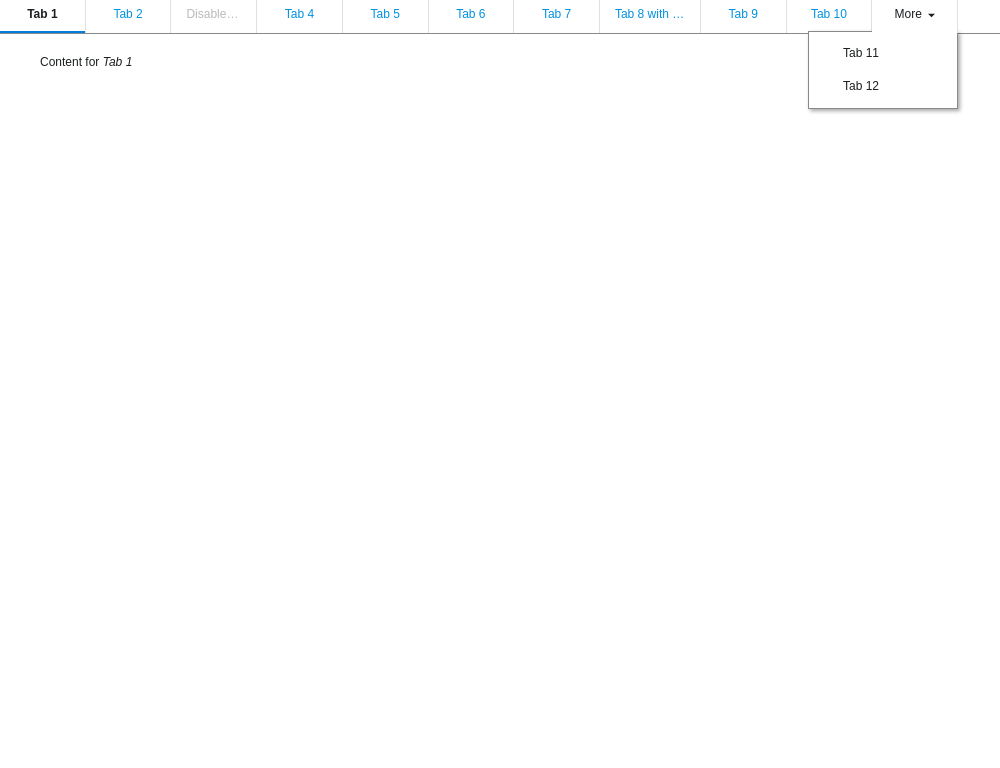 Tab 1 Tab 2 Disable… Tab 4 Tab 5 Tab 6 Tab 7 Tab 8 with … Tab 9 Tab 10 More
Tab 11
Content for Tab 1
Tab 12